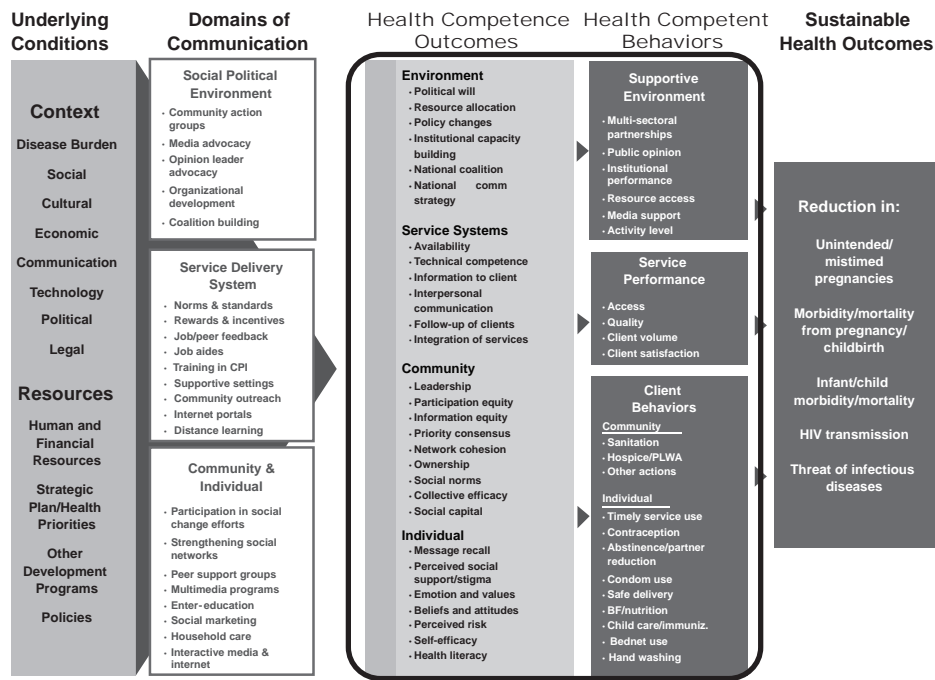 Underlying
Conditions
Context
Disease Burden
Social
Cultural
Economic
Communication
Technology
Political
Legal
Resources
Human and
Financial
Resources
Strategic
Plan/Health
Priorities
Other
Development
Programs
Policies
Domains of
Communication
Social Political
Environment
· Community action
groups
· Media advocacy
· Opinion leader
advocacy
· Organizational
development
· Coalition building
Service Delivery
System
· Norms & standards
· Rewards & incentives
· Job/peer feedback
· Job aides
· Training in CPI
· Supportive settings
· Community outreach
· Internet portals
· Distance learning
Community &
Individual
· Participation in social
change efforts
· Strengthening social
networks
· Peer support groups
· Multimedia programs
· Enter-education
· Social marketing
· Household care
· Interactive media &
internet
Health Competence
Outcomes
Environment
· Political will
· Resource allocation
· Policy changes
· Institutional capacity
building
· National coalition
· National comm
strategy
Service Systems
· Availability
· Technical competence
· Information to client
· Interpersonal
communication
· Follow-up of clients
· Integration of services
Community
· Leadership
· Participation equity
· Information equity
· Priority consensus
· Network cohesion
· Ownership
· Social norms
· Collective efficacy
· Social capital
Individual
· Message recall
· Perceived social
support/stigma
· Emotion and values
· Beliefs and attitudes
· Perceived risk
· Self-efficacy
· Health literacy
Health Competent
Behaviors
Supportive
Environment
· Multi-sectoral
partnerships
· Public opinion
· Institutional
performance
· Resource access
· Media support
· Activity level
Service
Performance
· Access
· Quality
· Client volume
· Client satisfaction
Client
Behaviors
Community
· Sanitation
· Hospice/PLWA
· Other actions
Individual
· Timely service use
· Contraception
· Abstinence/partner
reduction
· Condom use
· Safe delivery
· BF/nutrition
· Child care/immuniz.
· Bednet use
· Hand washing
Sustainable
Health Outcomes
Reduction in:
Unintended/
mistimed
pregnancies
Morbidity/mortality
from pregnancy/
childbirth
Infant/child
morbidity/mortality
HIV transmission
Threat of infectious
diseases